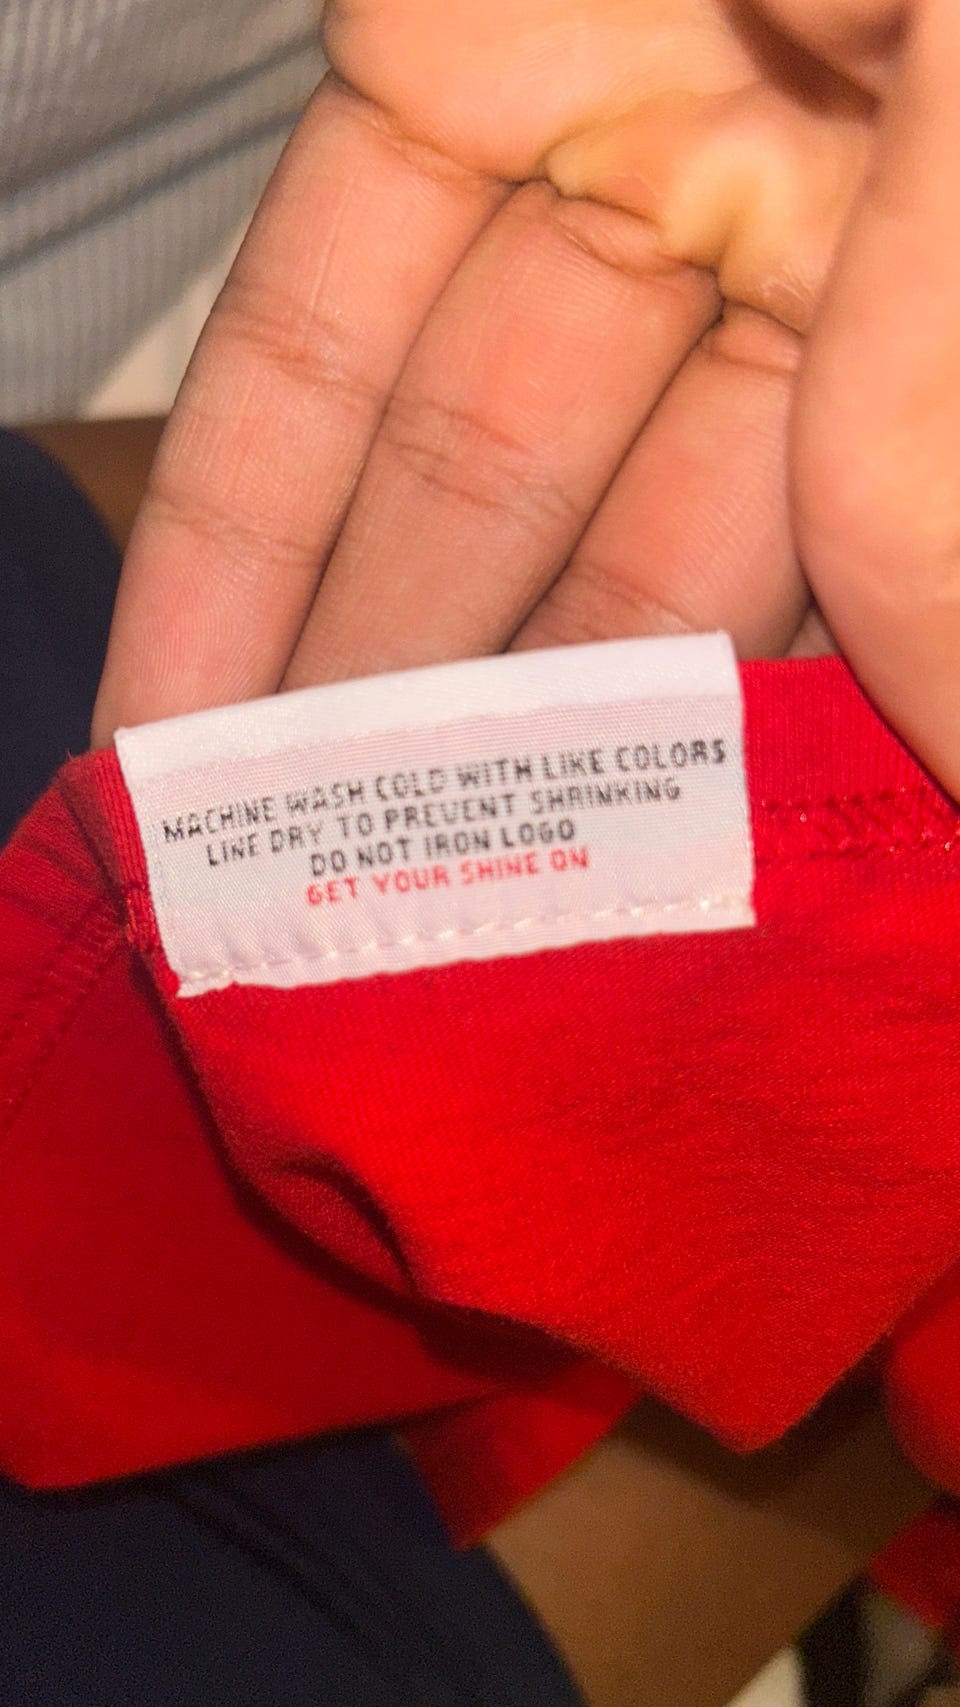 MACHINE WASH COLD WITH LIKE COLORS
LINE DRY TO PREVENT SHRINKING
DO NOT IRON LOGO
GET YOUR SHINE ON